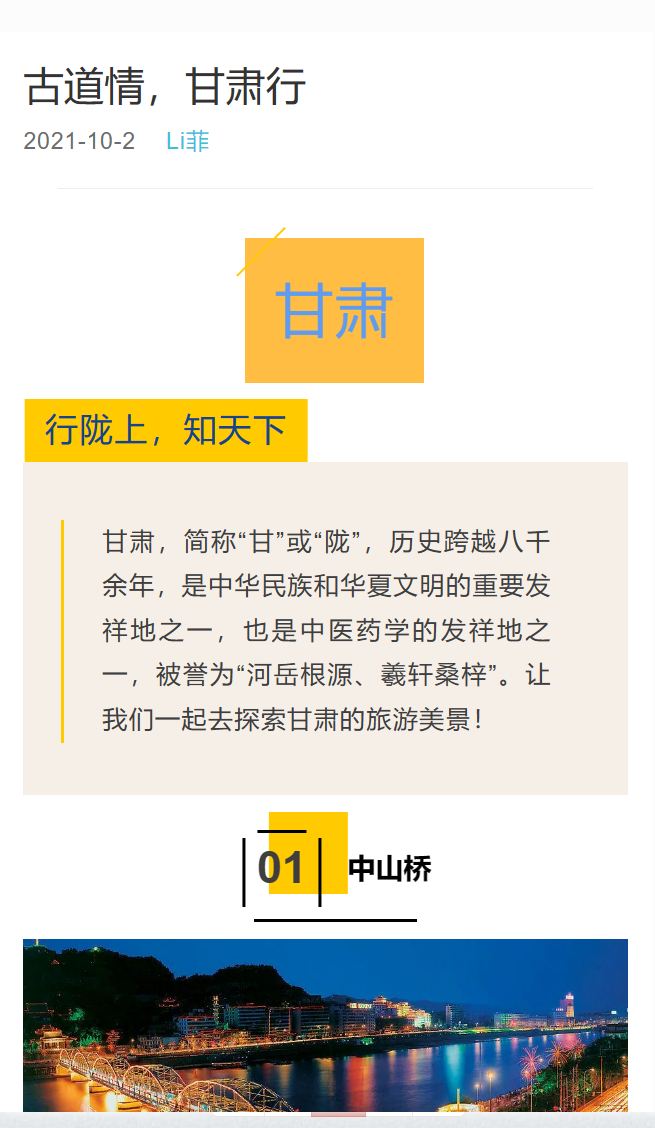 古道情，甘肃行
2021-10-2 Li菲
甘肃
行陇上，知天下
甘肃，简称“甘”或“陇”，历史跨越八千
余年，是中华民族和华夏文明的重要发
祥地之一，也是中医药学的发祥地之
一，被誉为“河岳根源、羲轩桑梓”。让
我们一起去探索甘肃的旅游美景！
01 中山桥